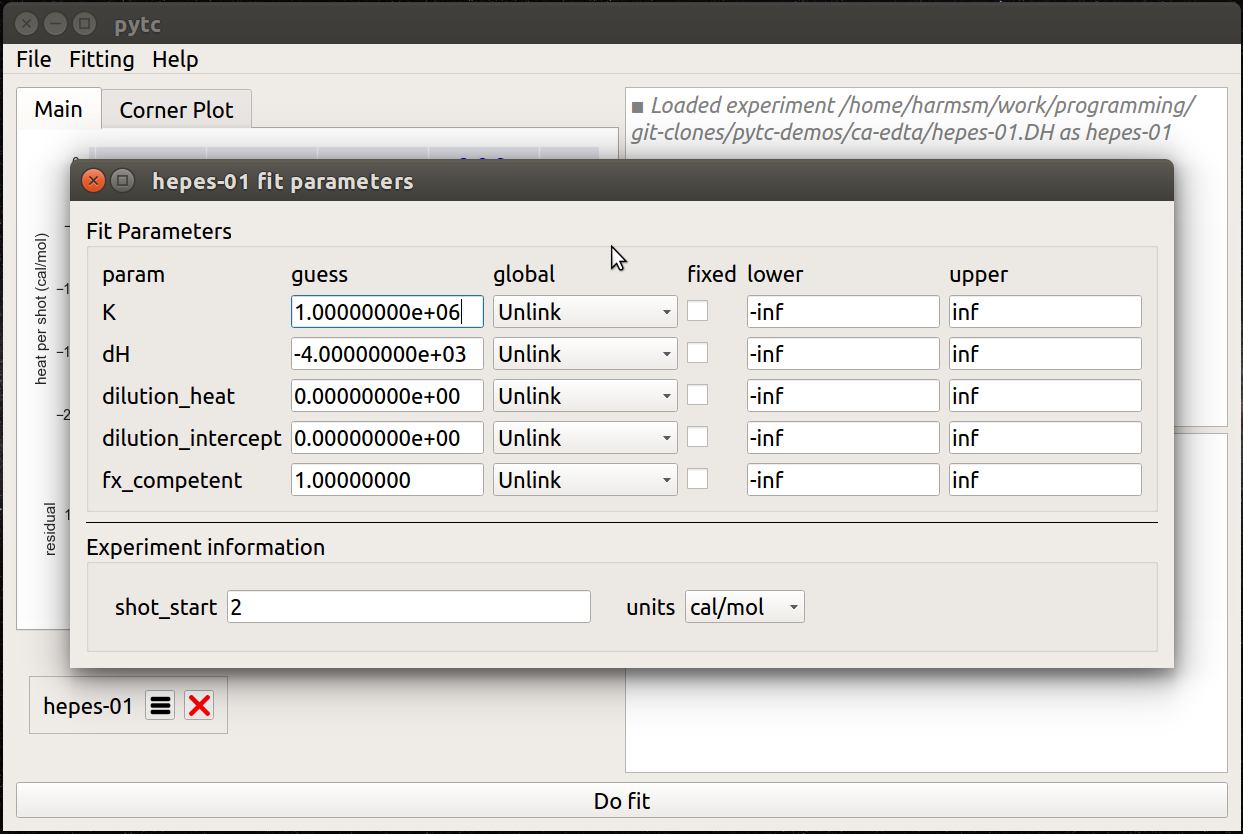 pytc
File Fitting Help
Main Corner Plot
■ Loaded experiment /home/harmsm/work/programming/
git-clones/pytc-demos/ca-edta/hepes-01.DH as hepes-01
hepes-01 fit parameters
Fit Parameters
param guess global fixed lower upper
K 1.00000000e+06 Unlink -inf inf
dH -4.00000000e+03 Unlink -inf inf
dilution_heat 0.00000000e+00 Unlink -inf inf
dilution_intercept 0.00000000e+00 Unlink -inf inf
fx_competent 1.00000000 Unlink -inf inf
Experiment information
shot_start 2 units cal/mol
heat per shot (cal/mol)
-1
-1
-2
residual
1
hepes-01
Do fit